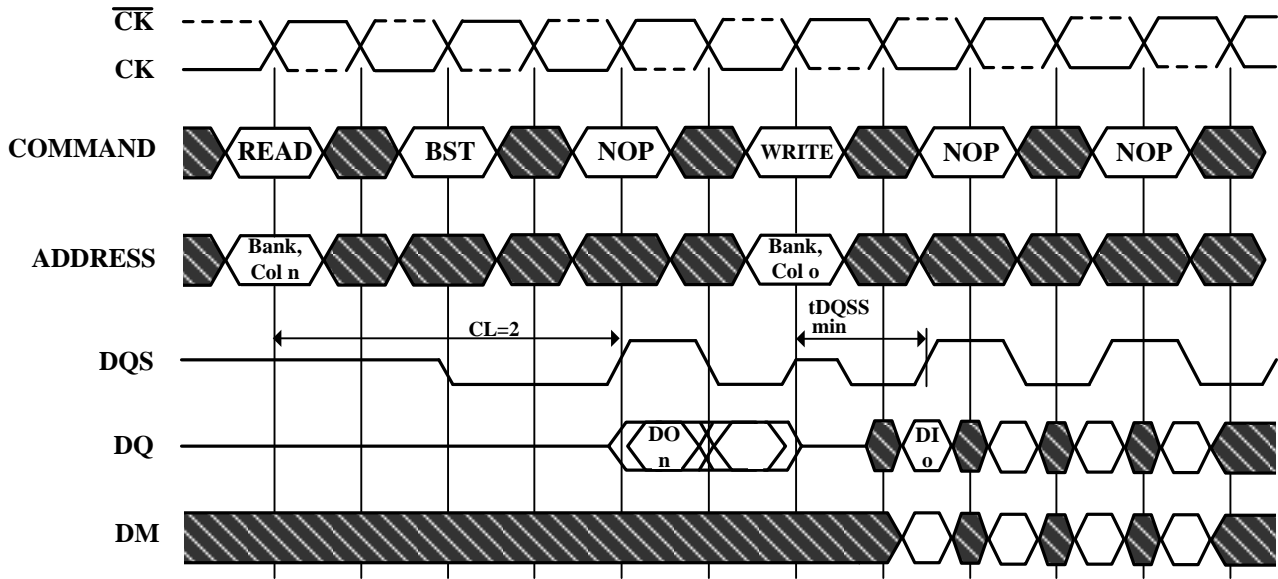 C̅K̅
CK
COMMAND
READ
BST
NOP
WRITE
NOP
NOP
ADDRESS
Bank,
Col n
Bank,
Col o
CL=2
tDQSS
min
DQS
DQ
DO
n
DI
o
DM